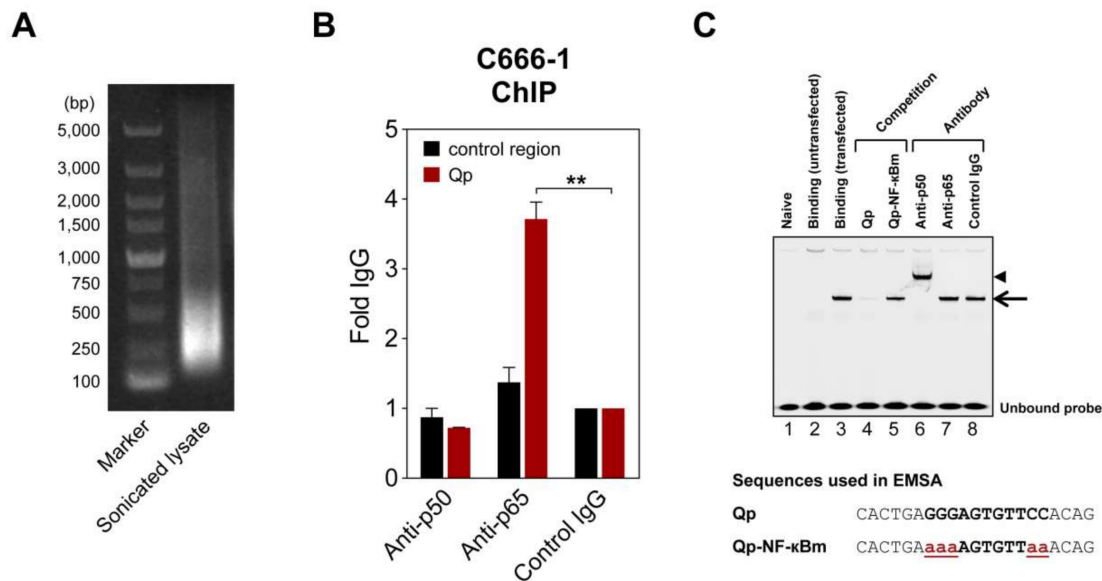 A
(bp)
5,000
3,000
2,000
1,500
1,000
750
500
250
100
Marker
Sonicated lysate
B
C666-1
ChIP
Fold IgG
5
4
3
2
1
0
control region
Qp
**
Anti-p50
Anti-p65
Control IgG
C
Competition
Antibody
Naive
Binding (untransfected)
Binding (transfected)
Qp
Qp-NF-κBm
Anti-p50
Anti-p65
Control IgG
Unbound probe
1 2 3 4 5 6 7 8
Sequences used in EMSA
Qp CACTGAGGGAGTGTTCCACAG
Qp-NF-κBm CACTGAaaaAGTGTTaaACAG